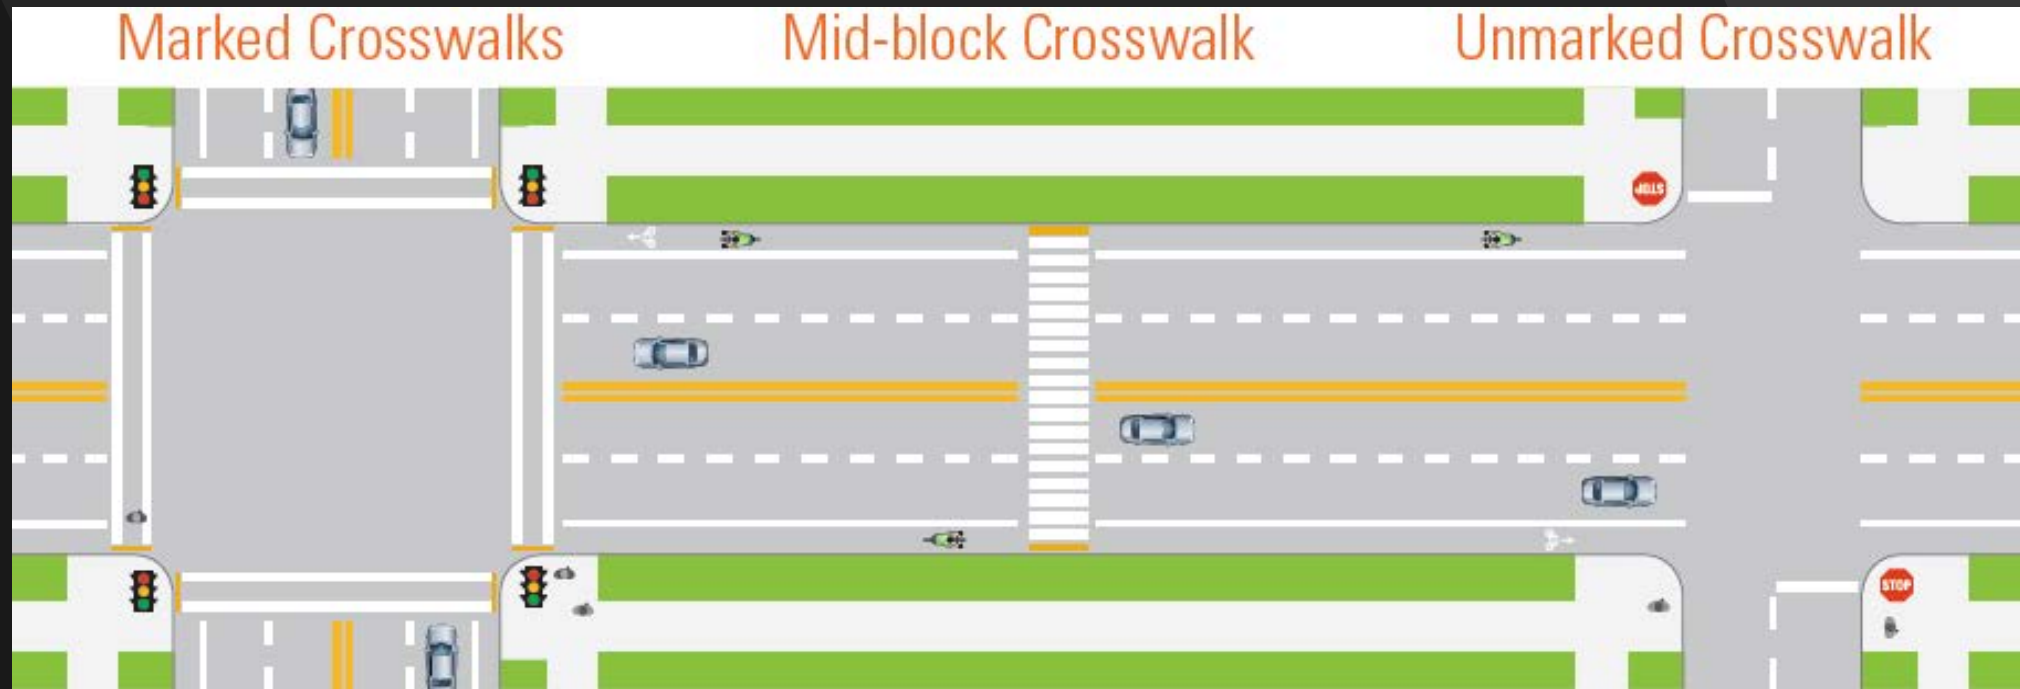 Marked Crosswalks
Mid-block Crosswalk
Unmarked Crosswalk
STOP
STOP